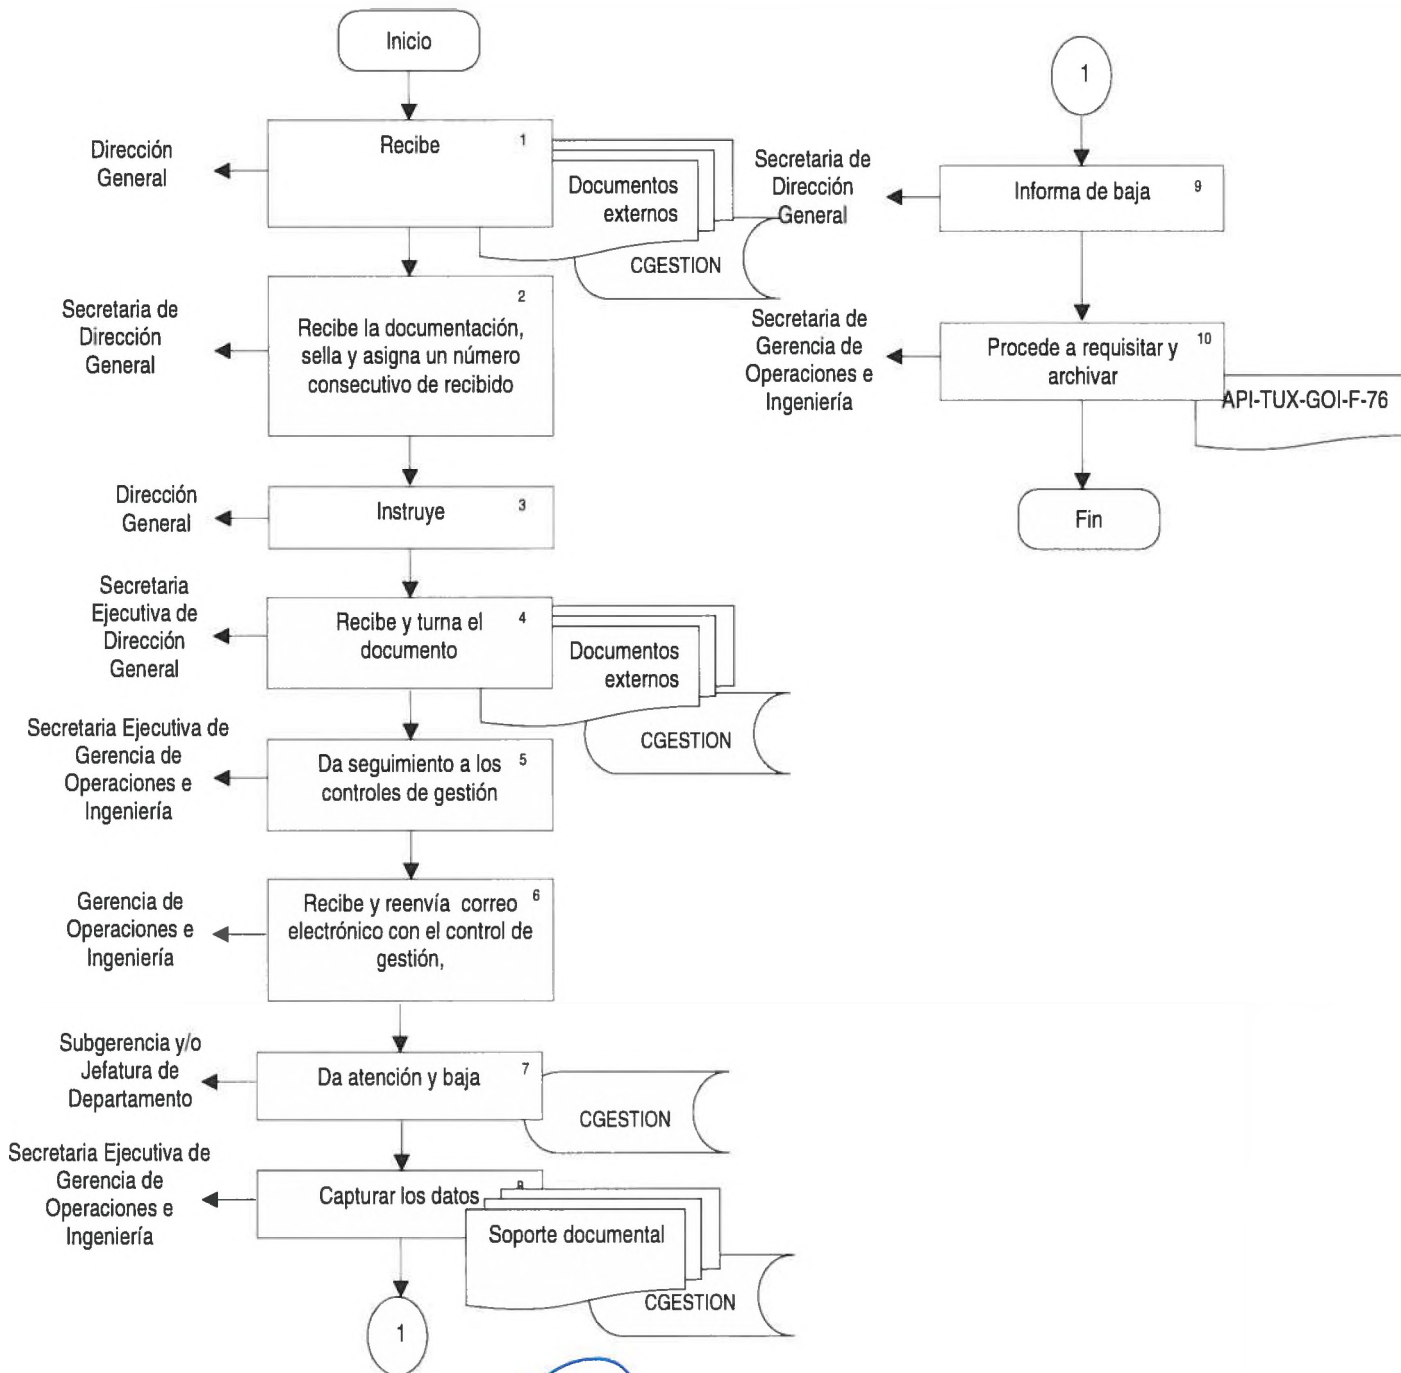 Inicio
Dirección
General
Recibe
1
Documentos
externos
CGESTION
Secretaria de
Dirección
General
2
Recibe la documentación,
sella y asigna un número
consecutivo de recibido
Dirección
General
Instruye
3
Secretaria
Ejecutiva de
Dirección
General
Recibe y turna el
documento
4
Documentos
externos
CGESTION
Secretaria Ejecutiva de
Gerencia de
Operaciones e
Ingeniería
Da seguimiento a los
controles de gestión
5
Gerencia de
Operaciones e
Ingeniería
Recibe y reenvía correo
electrónico con el control de
gestión,
6
Subgerencia y/o
Jefatura de
Departamento
Da atención y baja
7
CGESTION
Secretaria Ejecutiva de
Gerencia de
Operaciones e
Ingeniería
Capturar los datos
8
Soporte documental
CGESTION
1
1
Secretaria de
Dirección
General
Informa de baja
9
Secretaria de
Gerencia de
Operaciones e
Ingeniería
Procede a requisitar y
archivar
10
API-TUX-GOI-F-76
Fin